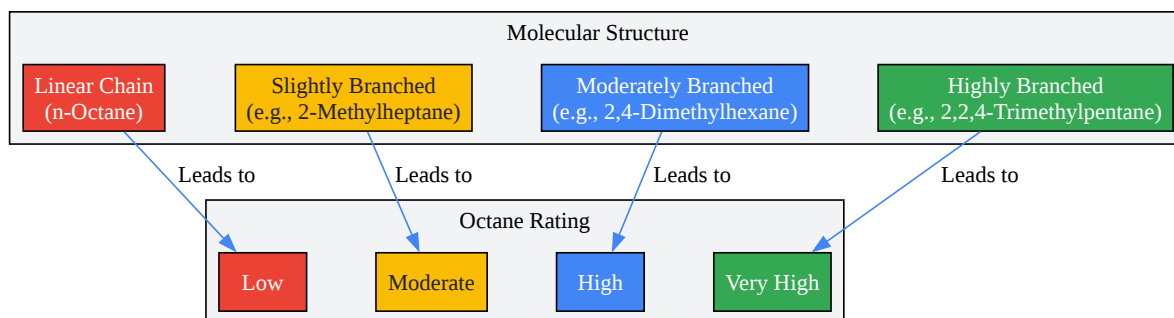 Molecular Structure
Linear Chain
(n-Octane)
Slightly Branched
(e.g., 2-Methylheptane)
Moderately Branched
(e.g., 2,4-Dimethylhexane)
Highly Branched
(e.g., 2,2,4-Trimethylpentane)
Leads to
Leads to
Leads to
Leads to
Octane Rating
Low
Moderate
High
Very High